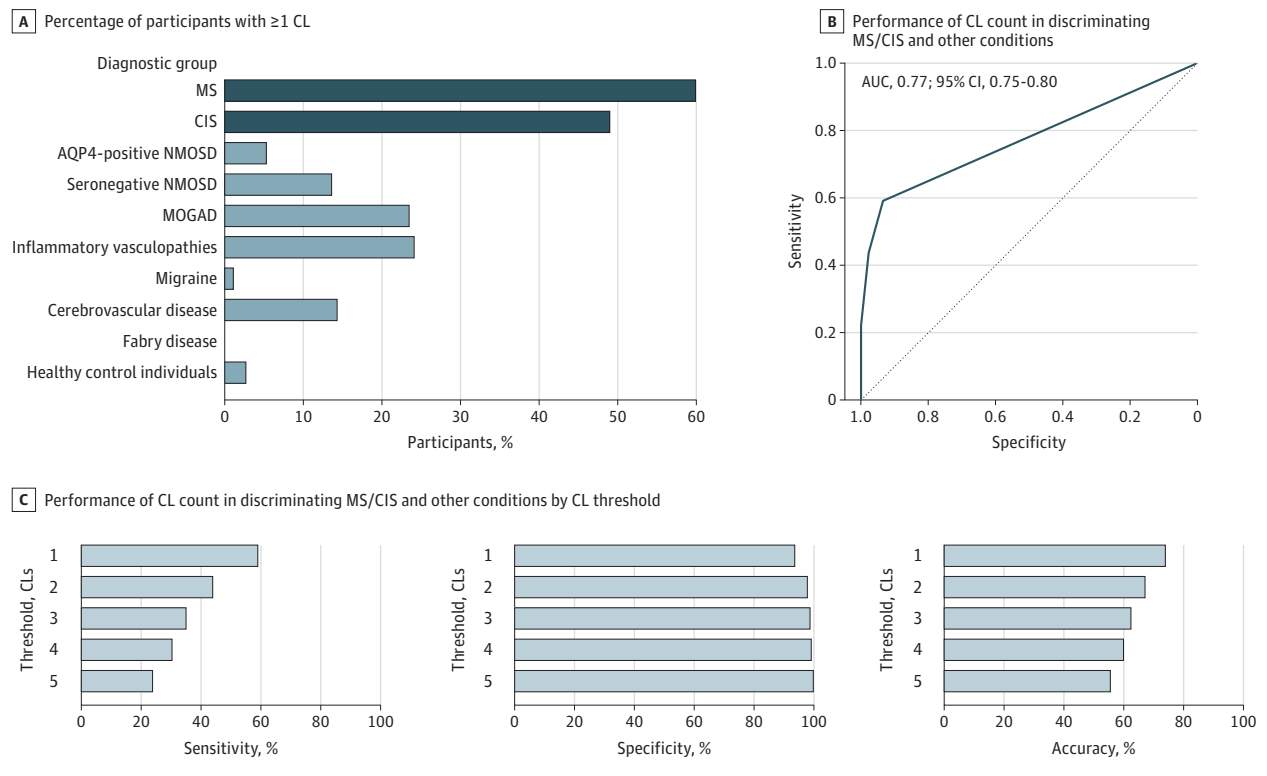 A Percentage of participants with ≥1 CL
Diagnostic group
MS
CIS
AQP4-positive NMOSD
Seronegative NMOSD
MOGAD
Inflammatory vasculopathies
Migraine
Cerebrovascular disease
Fabry disease
Healthy control individuals
0 10 20 30 40 50 60
Participants, %
B Performance of CL count in discriminating
MS/CIS and other conditions
AUC, 0.77; 95% CI, 0.75-0.80
1.0
0.8
0.6
0.4
0.2
0
Sensitivity
1.0 0.8 0.6 0.4 0.2 0
Specificity
C Performance of CL count in discriminating MS/CIS and other conditions by CL threshold
Threshold, CLs
1
2
3
4
5
0 20 40 60 80 100
Sensitivity, %
Threshold, CLs
1
2
3
4
5
0 20 40 60 80 100
Specificity, %
Threshold, CLs
1
2
3
4
5
0 20 40 60 80 100
Accuracy, %